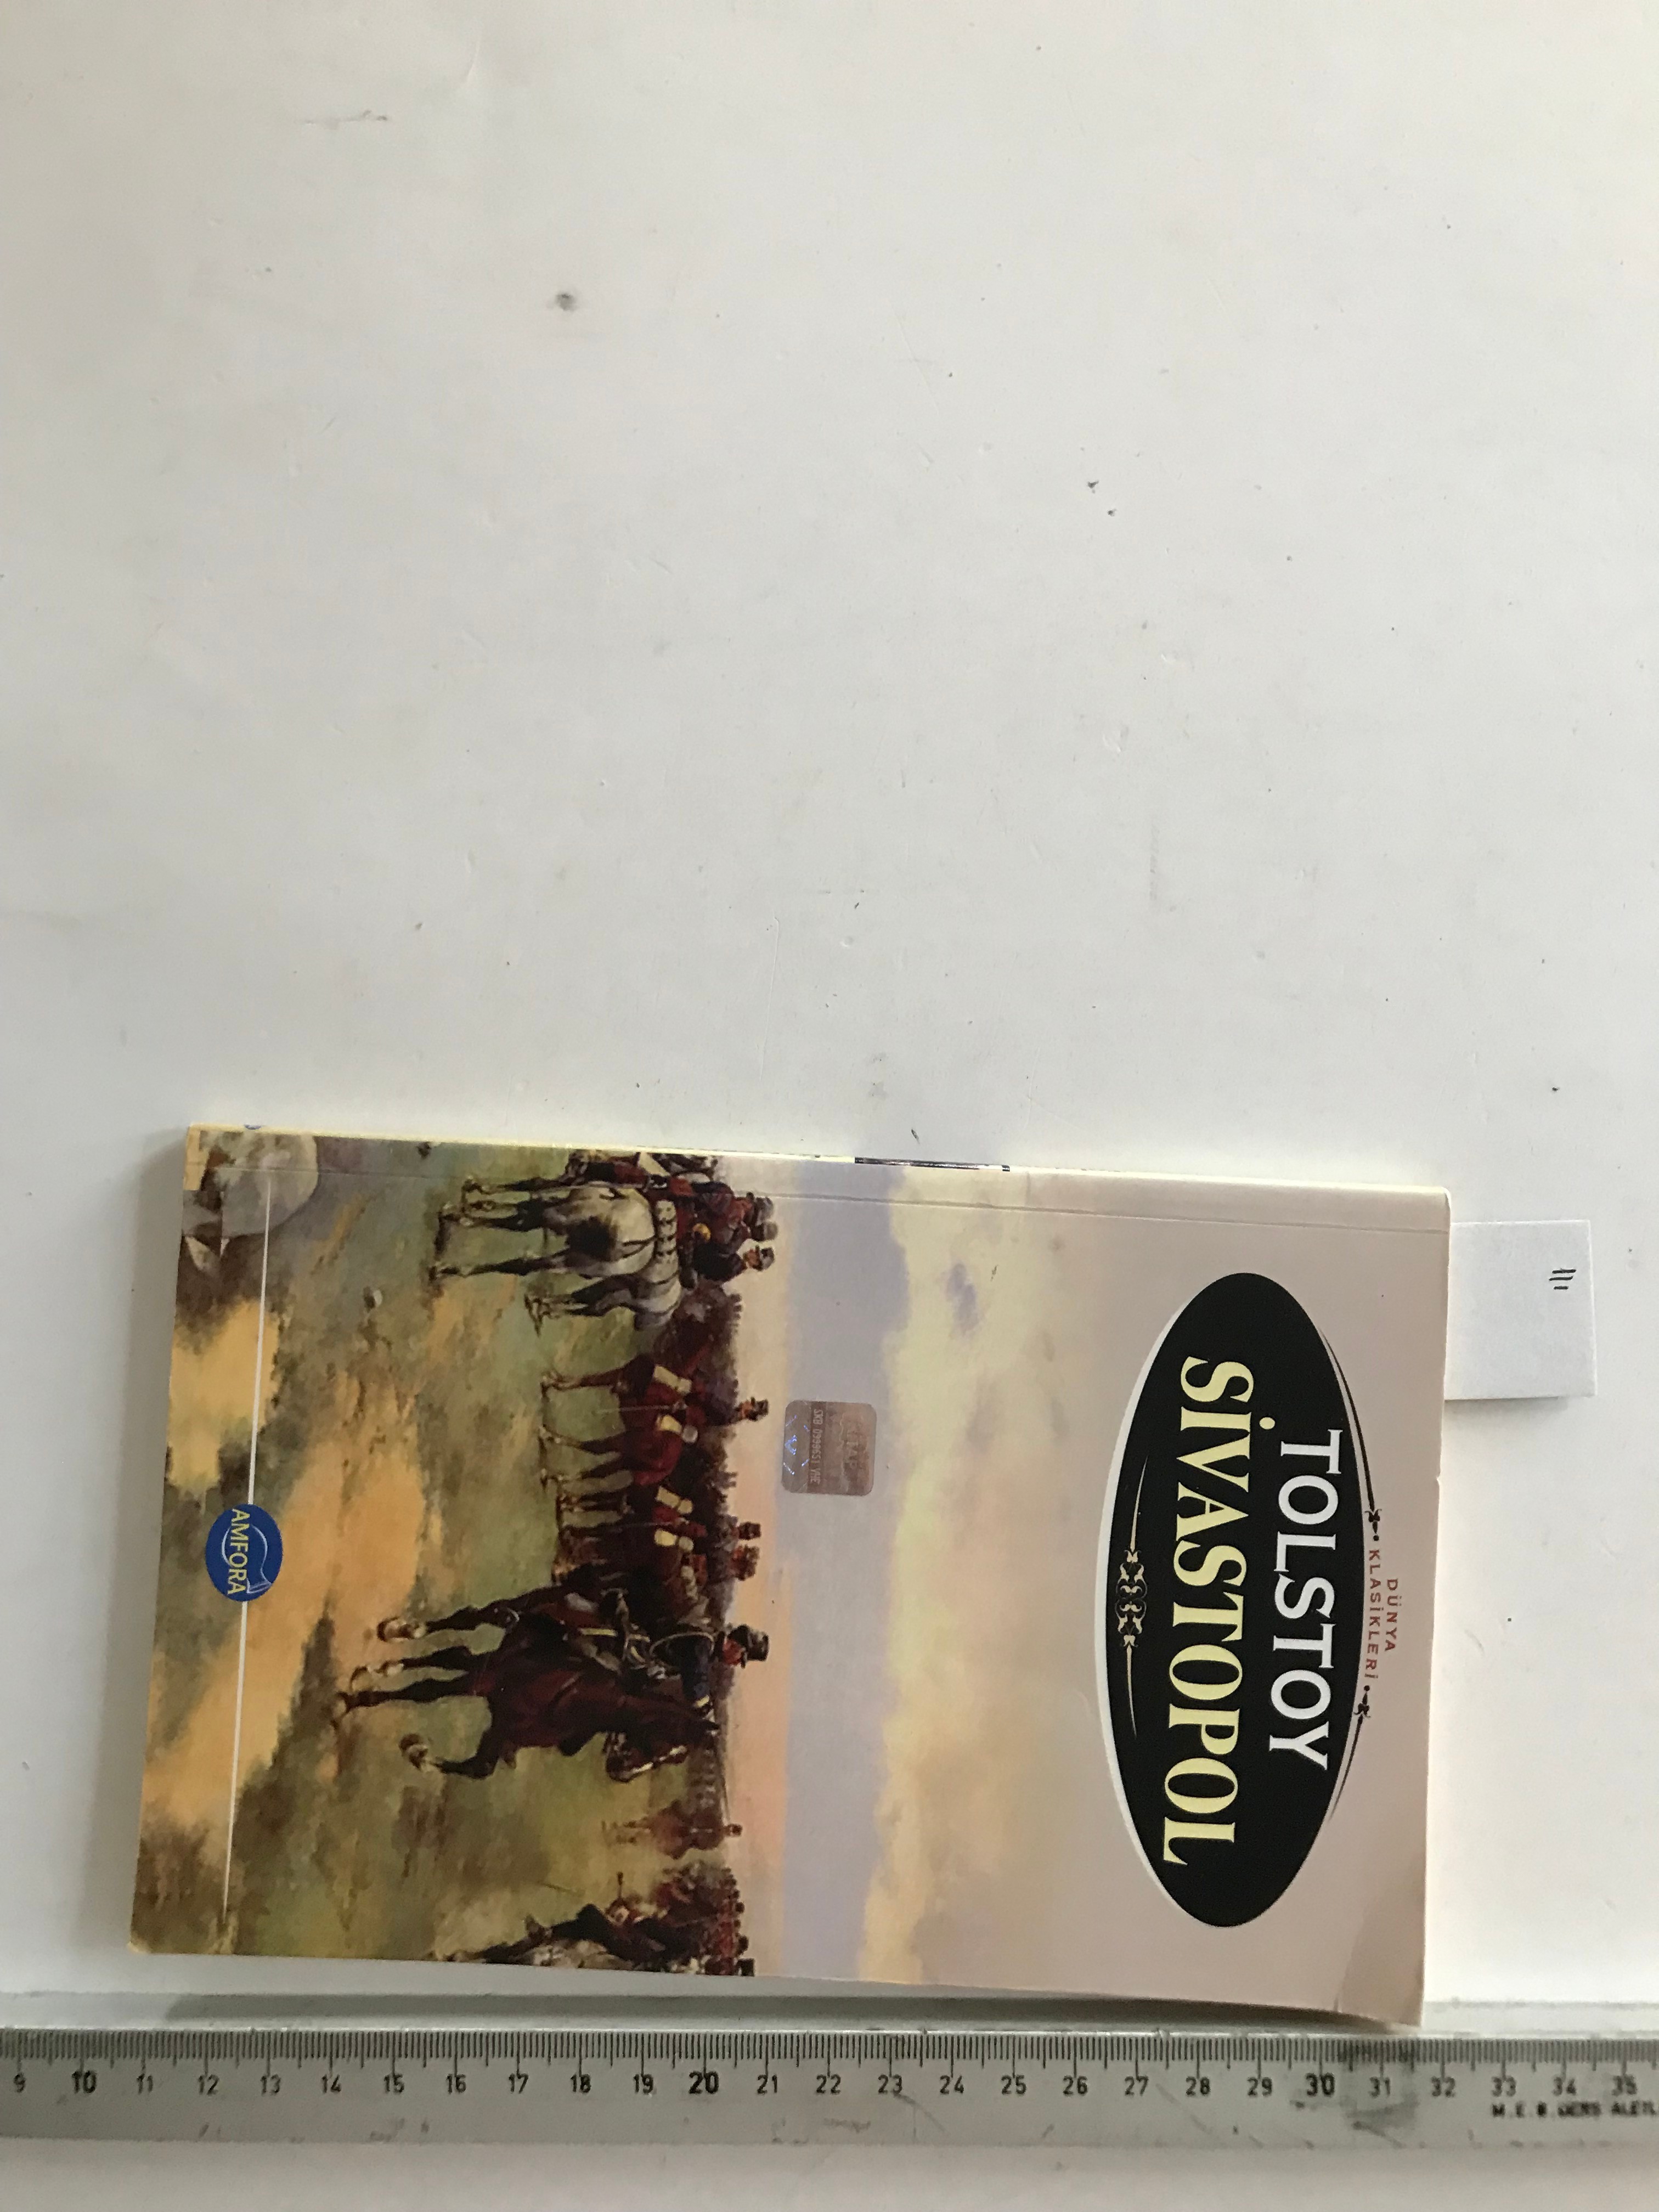 DÜNYA
KLASİKLERİ
TOLSTOY
SİVASTOPOL
AMFORA
9 10 11 12 13 14 15 16 17 18 19 20 21 22 23 24 25 26 27 28 29 30 31 32 33 34 35
M.E.B. DERS